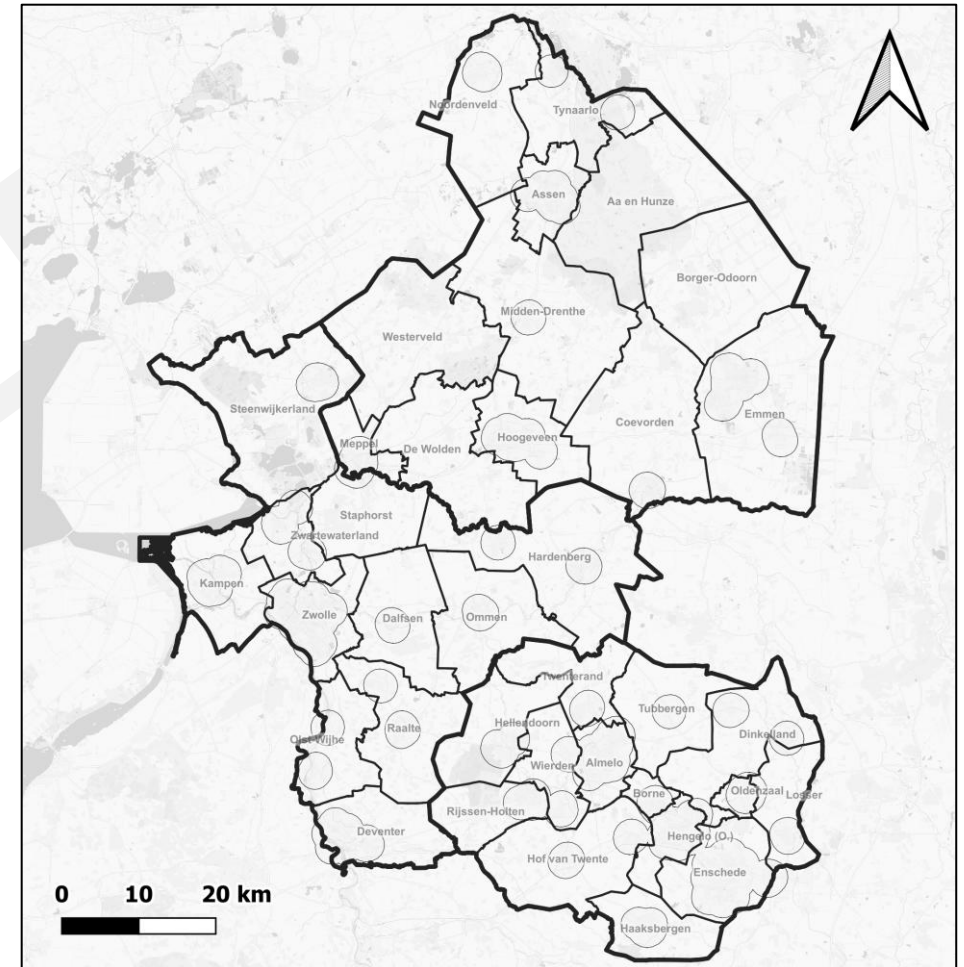 Noordenveld
Tynaarlo
Assen
Aa en Hunze
Borger-Odoorn
Midden-Drenthe
Westerveld
Steenwijkerland
Emmen
Coevorden
Hoogeveen
Meppel
De Wolden
Staphorst
Zwartewaterland
Hardenberg
Kampen
Zwolle
Dalfsen
Ommen
Twenterand
Tubbergen
Hellendoorn
Raalte
Dinkelland
Olst-Wijhe
Wierden
Almelo
Borne
Oldenzaal
Losser
Rijssen-Holten
Deventer
Hengelo (O.)
Hof van Twente
Enschede
Haaksbergen
0 10 20 km